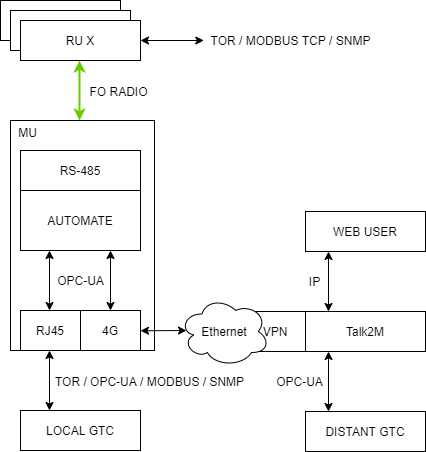 RU X
TOR / MODBUS TCP / SNMP
FO RADIO
MU
RS-485
AUTOMATE
WEB USER
OPC-UA
IP
RJ45
4G
Ethernet
VPN
Talk2M
TOR / OPC-UA / MODBUS / SNMP
OPC-UA
LOCAL GTC
DISTANT GTC